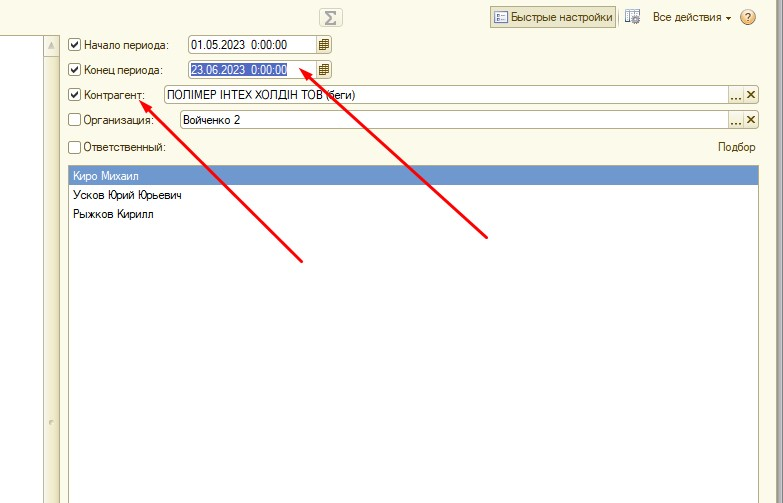 Σ Быстрые настройки Все действия ?
Начало периода: 01.05.2023 0:00:00
Конец периода: 23.06.2023 0:00:00
Контрагент: ПОЛІМЕР ІНТЕХ ХОЛДІН ТОВ (беги) ... X
Организация: Войченко 2 ... X
Ответственный: Подбор
Киро Михаил
Усков Юрий Юрьевич
Рыжков Кирилл